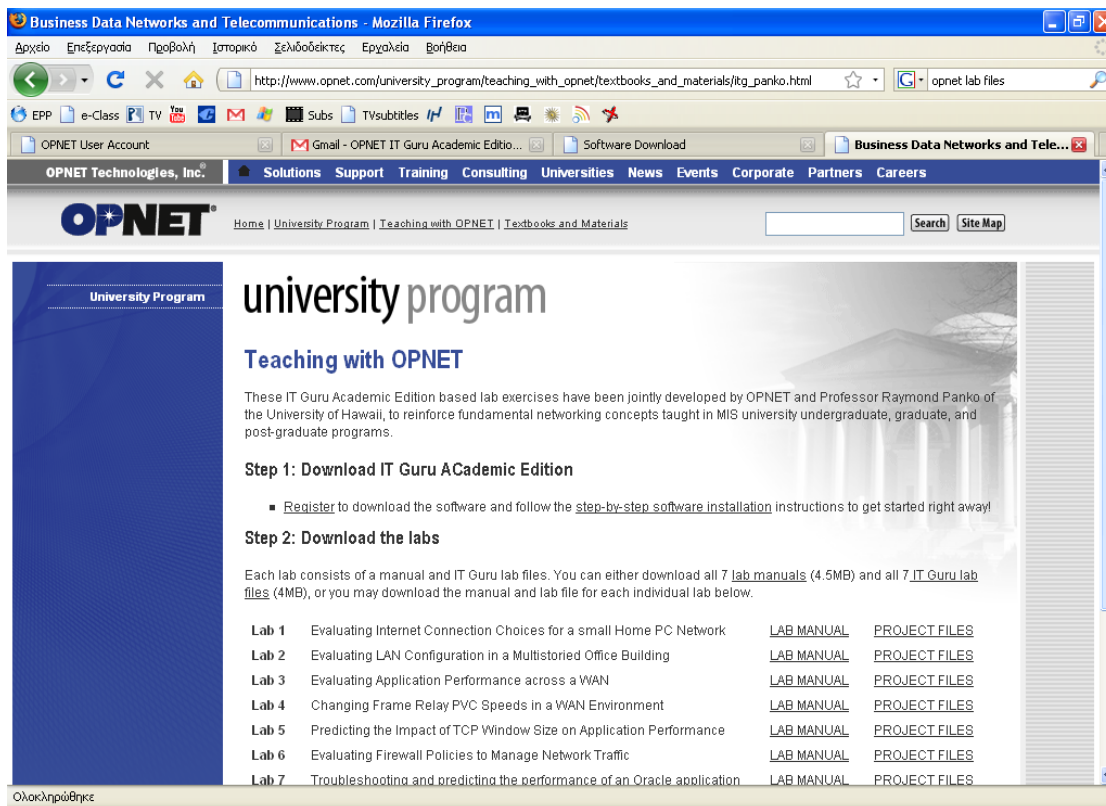 Business Data Networks and Telecommunications - Mozilla Firefox
Αρχείο Επεξεργασία Προβολή Ιστορικό Σελιδοδείκτες Εργαλεία Βοήθεια
http://www.opnet.com/university_program/teaching_with_opnet/textbooks_and_materials/itg_panko.html
G opnet lab files
EPP e-Class TV Subs TVsubtitles
OPNET User Account
Gmail - OPNET IT Guru Academic Editio...
Software Download
Business Data Networks and Tele...
OPNET Technologies, Inc.®
Solutions Support Training Consulting Universities News Events Corporate Partners Careers
OPNET®
Home | University Program | Teaching with OPNET | Textbooks and Materials
Search Site Map
University Program
university program
Teaching with OPNET
These IT Guru Academic Edition based lab exercises have been jointly developed by OPNET and Professor Raymond Panko of
the University of Hawaii, to reinforce fundamental networking concepts taught in MIS university undergraduate, graduate, and
post-graduate programs.
Step 1: Download IT Guru ACademic Edition
Register to download the software and follow the step-by-step software installation instructions to get started right away!
Step 2: Download the labs
Each lab consists of a manual and IT Guru lab files. You can either download all 7 lab manuals (4.5MB) and all 7 IT Guru lab
files (4MB), or you may download the manual and lab file for each individual lab below.
Lab 1 Evaluating Internet Connection Choices for a small Home PC Network LAB MANUAL PROJECT FILES
Lab 2 Evaluating LAN Configuration in a Multistoried Office Building LAB MANUAL PROJECT FILES
Lab 3 Evaluating Application Performance across a WAN LAB MANUAL PROJECT FILES
Lab 4 Changing Frame Relay PVC Speeds in a WAN Environment LAB MANUAL PROJECT FILES
Lab 5 Predicting the Impact of TCP Window Size on Application Performance LAB MANUAL PROJECT FILES
Lab 6 Evaluating Firewall Policies to Manage Network Traffic LAB MANUAL PROJECT FILES
Lab 7 Troubleshooting and predicting the performance of an Oracle application LAB MANUAL PROJECT FILES
Ολοκληρώθηκε